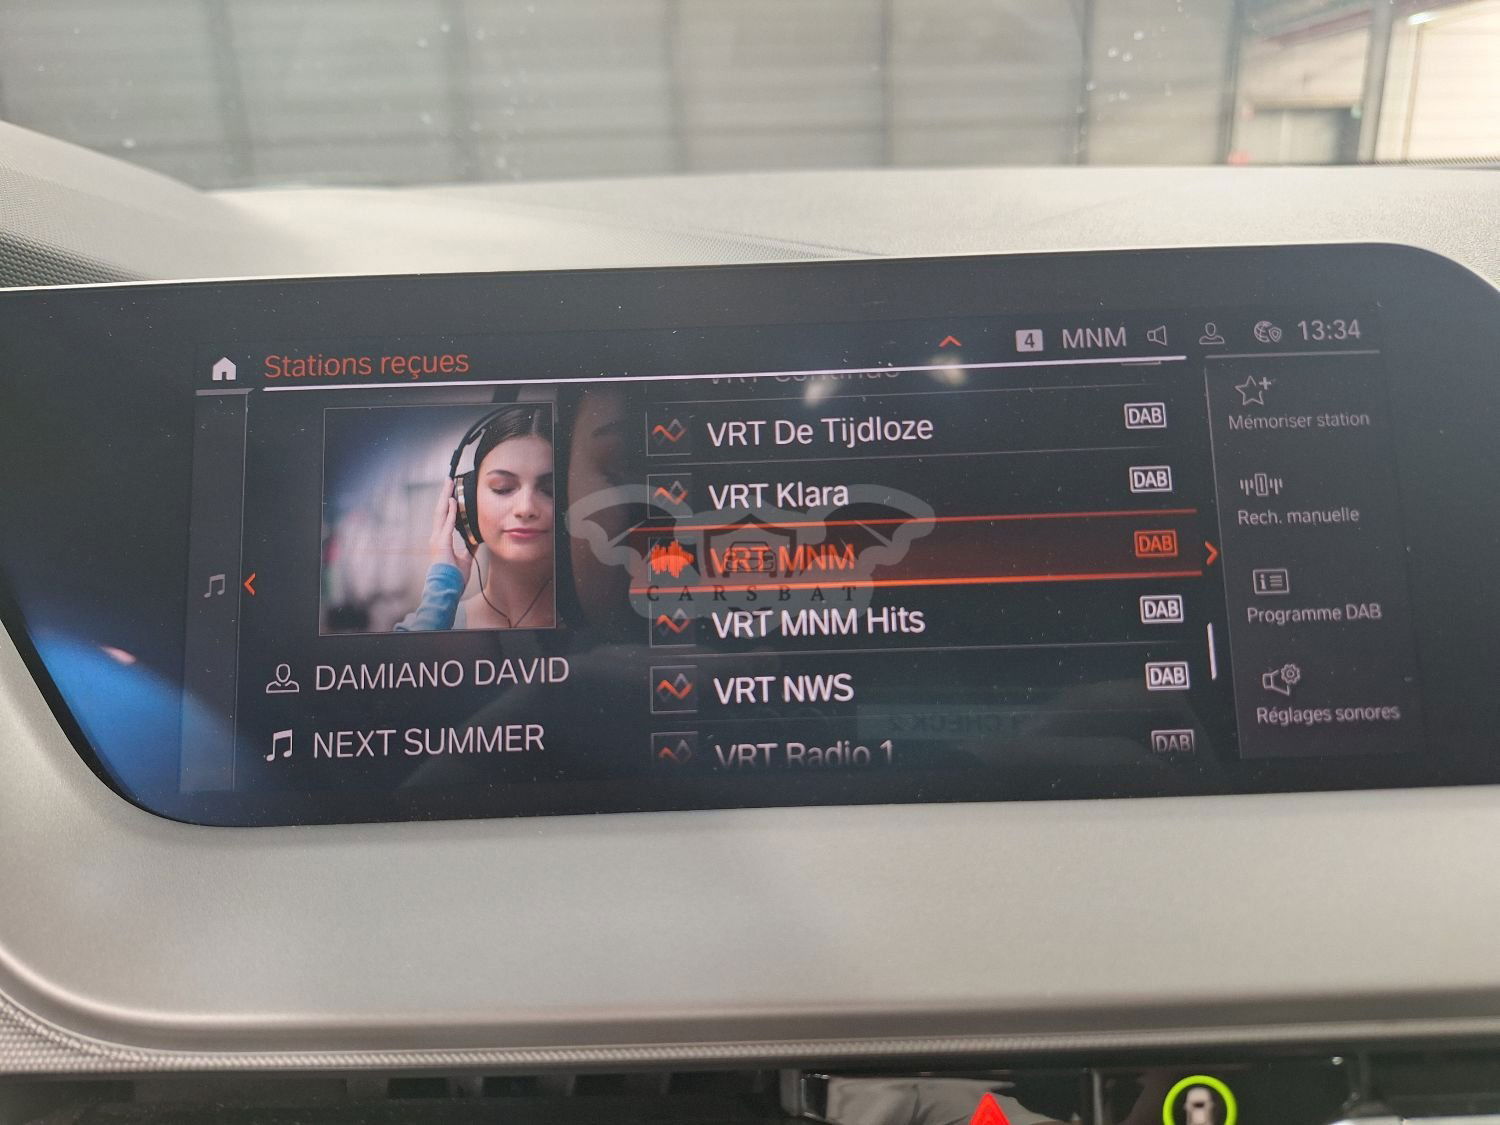 Stations reçues
4 MNM 13:34
VRT De Tijdloze DAB
VRT Klara DAB
VRT MNM DAB
VRT MNM Hits DAB
VRT NWS DAB
VRT Radio 1 DAB
DAMIANO DAVID
NEXT SUMMER
Mémoriser station
Rech. manuelle
Programme DAB
Réglages sonores
CARSBAT